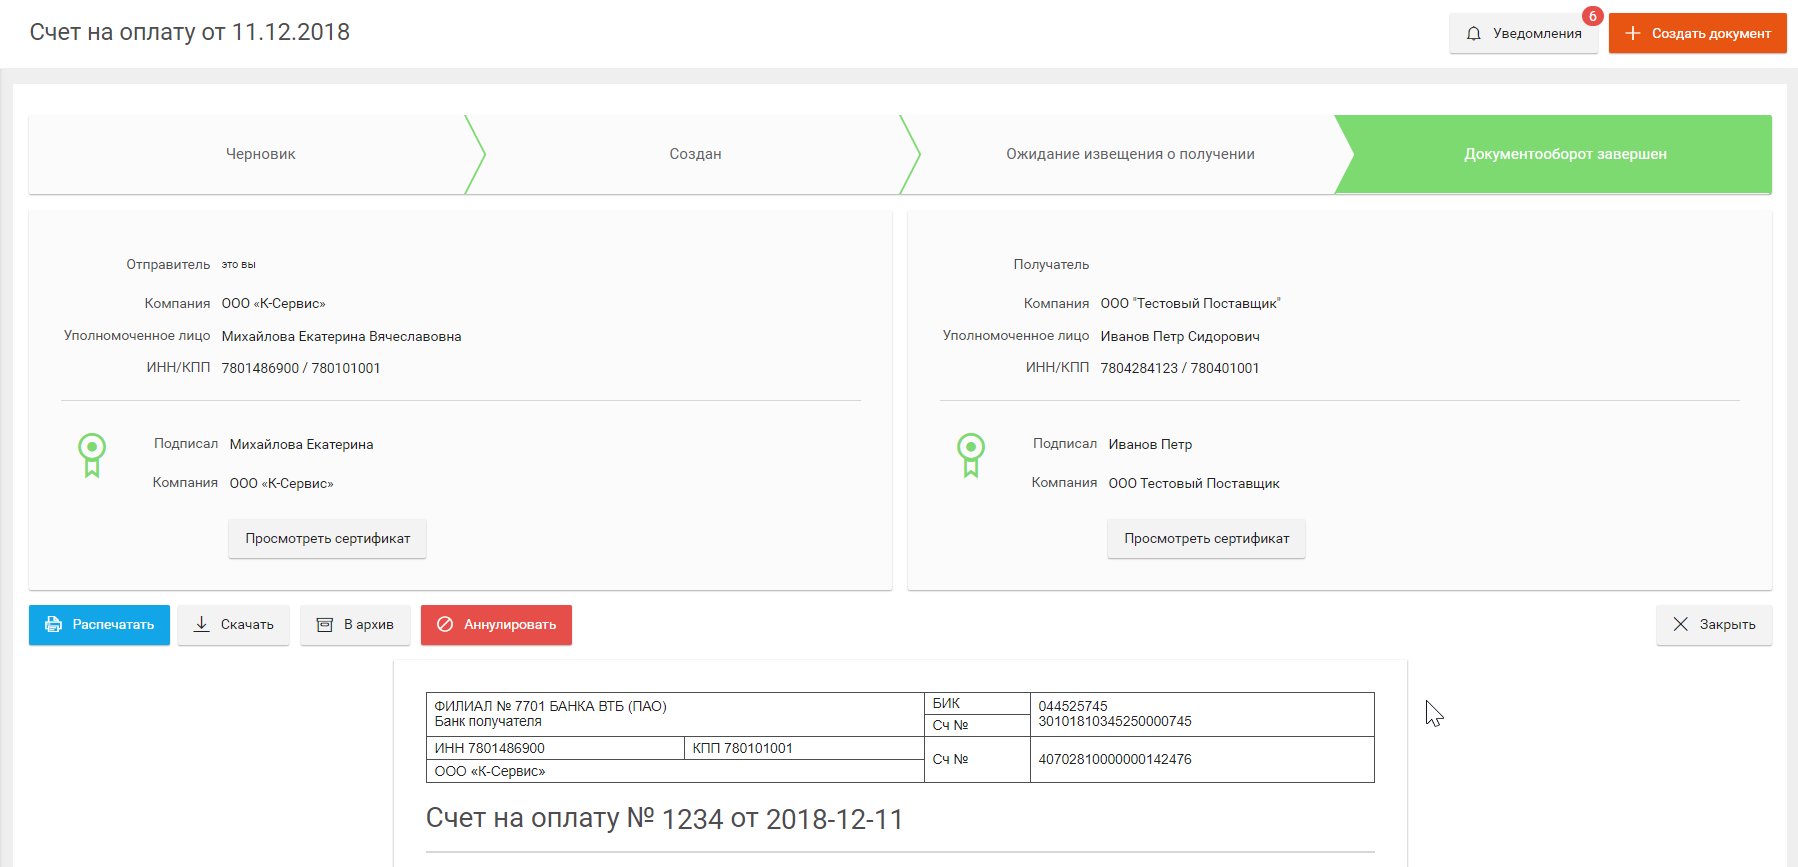 Счет на оплату от 11.12.2018
Уведомления
6
Создать документ
Черновик
Создан
Ожидание извещения о получении
Документооборот завершен
Отправитель это вы
Компания ООО «К-Сервис»
Уполномоченное лицо Михайлова Екатерина Вячеславовна
ИНН/КПП 7801486900 / 780101001
Подписал Михайлова Екатерина
Компания ООО «К-Сервис»
Просмотреть сертификат
Получатель
Компания ООО "Тестовый Поставщик"
Уполномоченное лицо Иванов Петр Сидорович
ИНН/КПП 7804284123 / 780401001
Подписал Иванов Петр
Компания ООО Тестовый Поставщик
Просмотреть сертификат
Распечатать
Скачать
В архив
Аннулировать
Закрыть
ФИЛИАЛ № 7701 БАНКА ВТБ (ПАО)
Банк получателя
БИК
Сч №
044525745
30101810345250000745
ИНН 7801486900
КПП 780101001
ООО «К-Сервис»
Сч №
40702810000000142476
Счет на оплату № 1234 от 2018-12-11